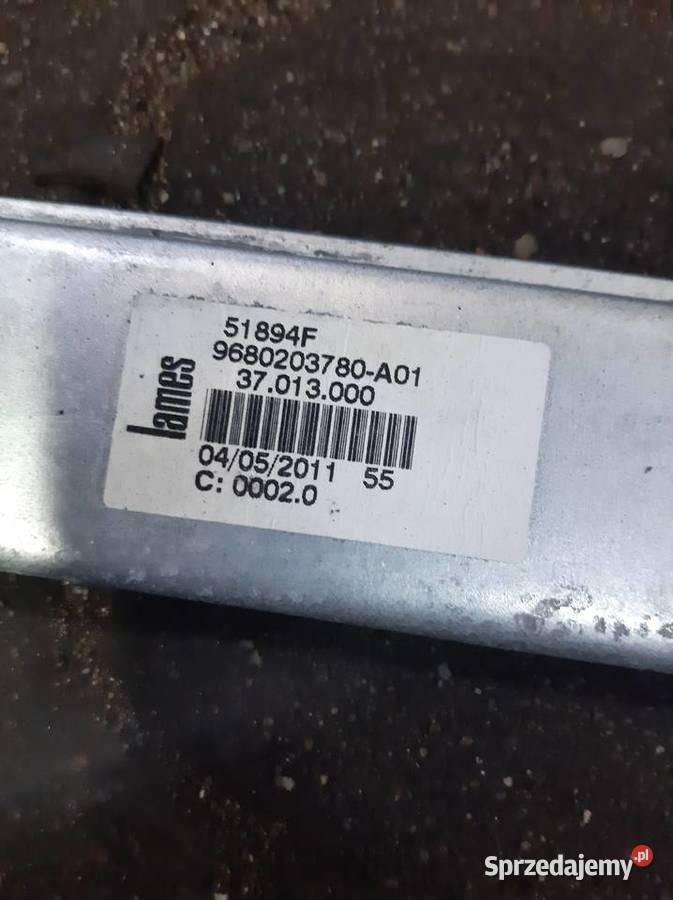 51894F
9680203780-A01
37.013.000
lames
04/05/2011 55
C: 0002.0
Sprzedajemy.pl